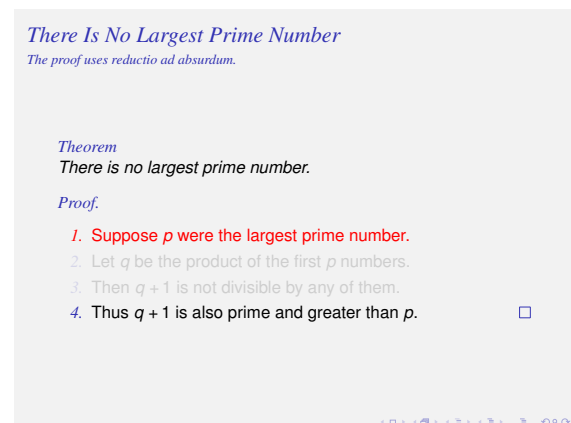 There Is No Largest Prime Number
The proof uses reductio ad absurdum.
Theorem
There is no largest prime number.
Proof.
1. Suppose p were the largest prime number.
2. Let q be the product of the first p numbers.
3. Then q + 1 is not divisible by any of them.
4. Thus q + 1 is also prime and greater than p. □